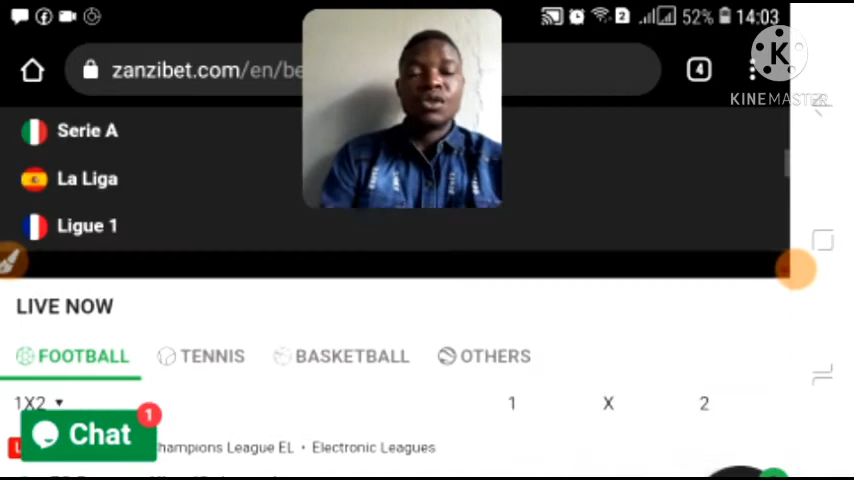 2 52% 14:03
zanzibet.com/en/be
4
K
KINEMASTER
Serie A
La Liga
Ligue 1
LIVE NOW
FOOTBALL TENNIS BASKETBALL OTHERS
1X2 1 X 2
Chat 1
hampions League EL • Electronic Leagues